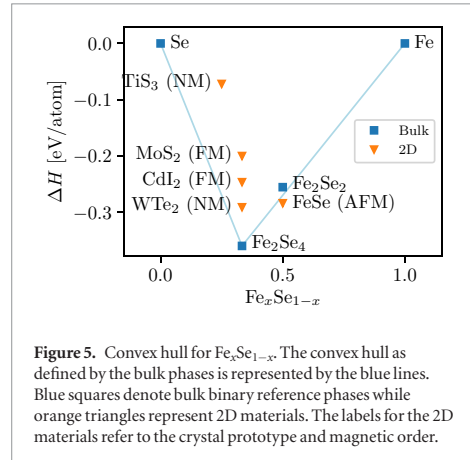 0.0
−0.1
−0.2
−0.3
ΔH [eV/atom]
Se
Fe
TiS₃ (NM)
MoS₂ (FM)
CdI₂ (FM)
WTe₂ (NM)
Bulk
2D
Fe₂Se₂
FeSe (AFM)
Fe₂Se₄
0.0 0.5 1.0
FeₓSe₁₋ₓ
Figure 5. Convex hull for FeₓSe₁₋ₓ. The convex hull as
defined by the bulk phases is represented by the blue lines.
Blue squares denote bulk binary reference phases while
orange triangles represent 2D materials. The labels for the 2D
materials refer to the crystal prototype and magnetic order.